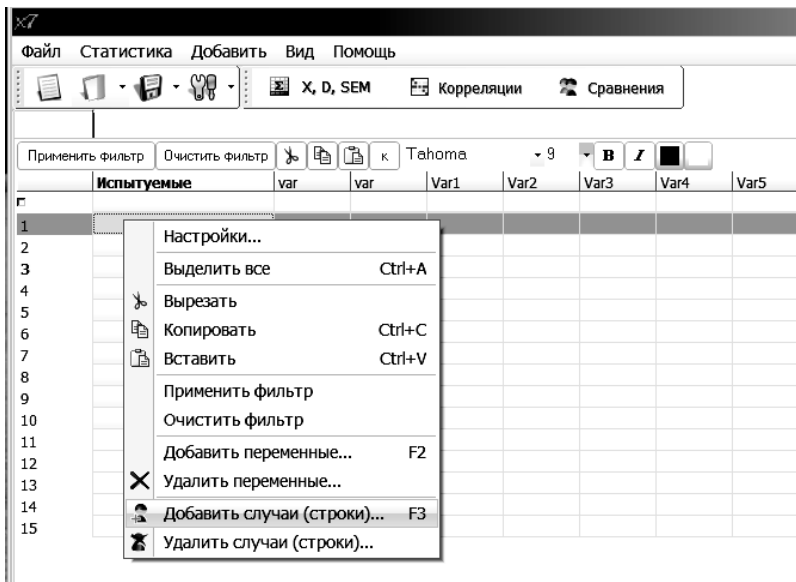 x7
Файл Статистика Добавить Вид Помощь
X, D, SEM Корреляции Сравнения
Применить фильтр Очистить фильтр К Tahoma 9 B I
Испытуемые var var Var1 Var2 Var3 Var4 Var5
1
2
3
4
5
6
7
8
9
10
11
12
13
14
15
Настройки...
Выделить все Ctrl+A
Вырезать
Копировать Ctrl+C
Вставить Ctrl+V
Применить фильтр
Очистить фильтр
Добавить переменные... F2
Удалить переменные...
Добавить случаи (строки)... F3
Удалить случаи (строки)...